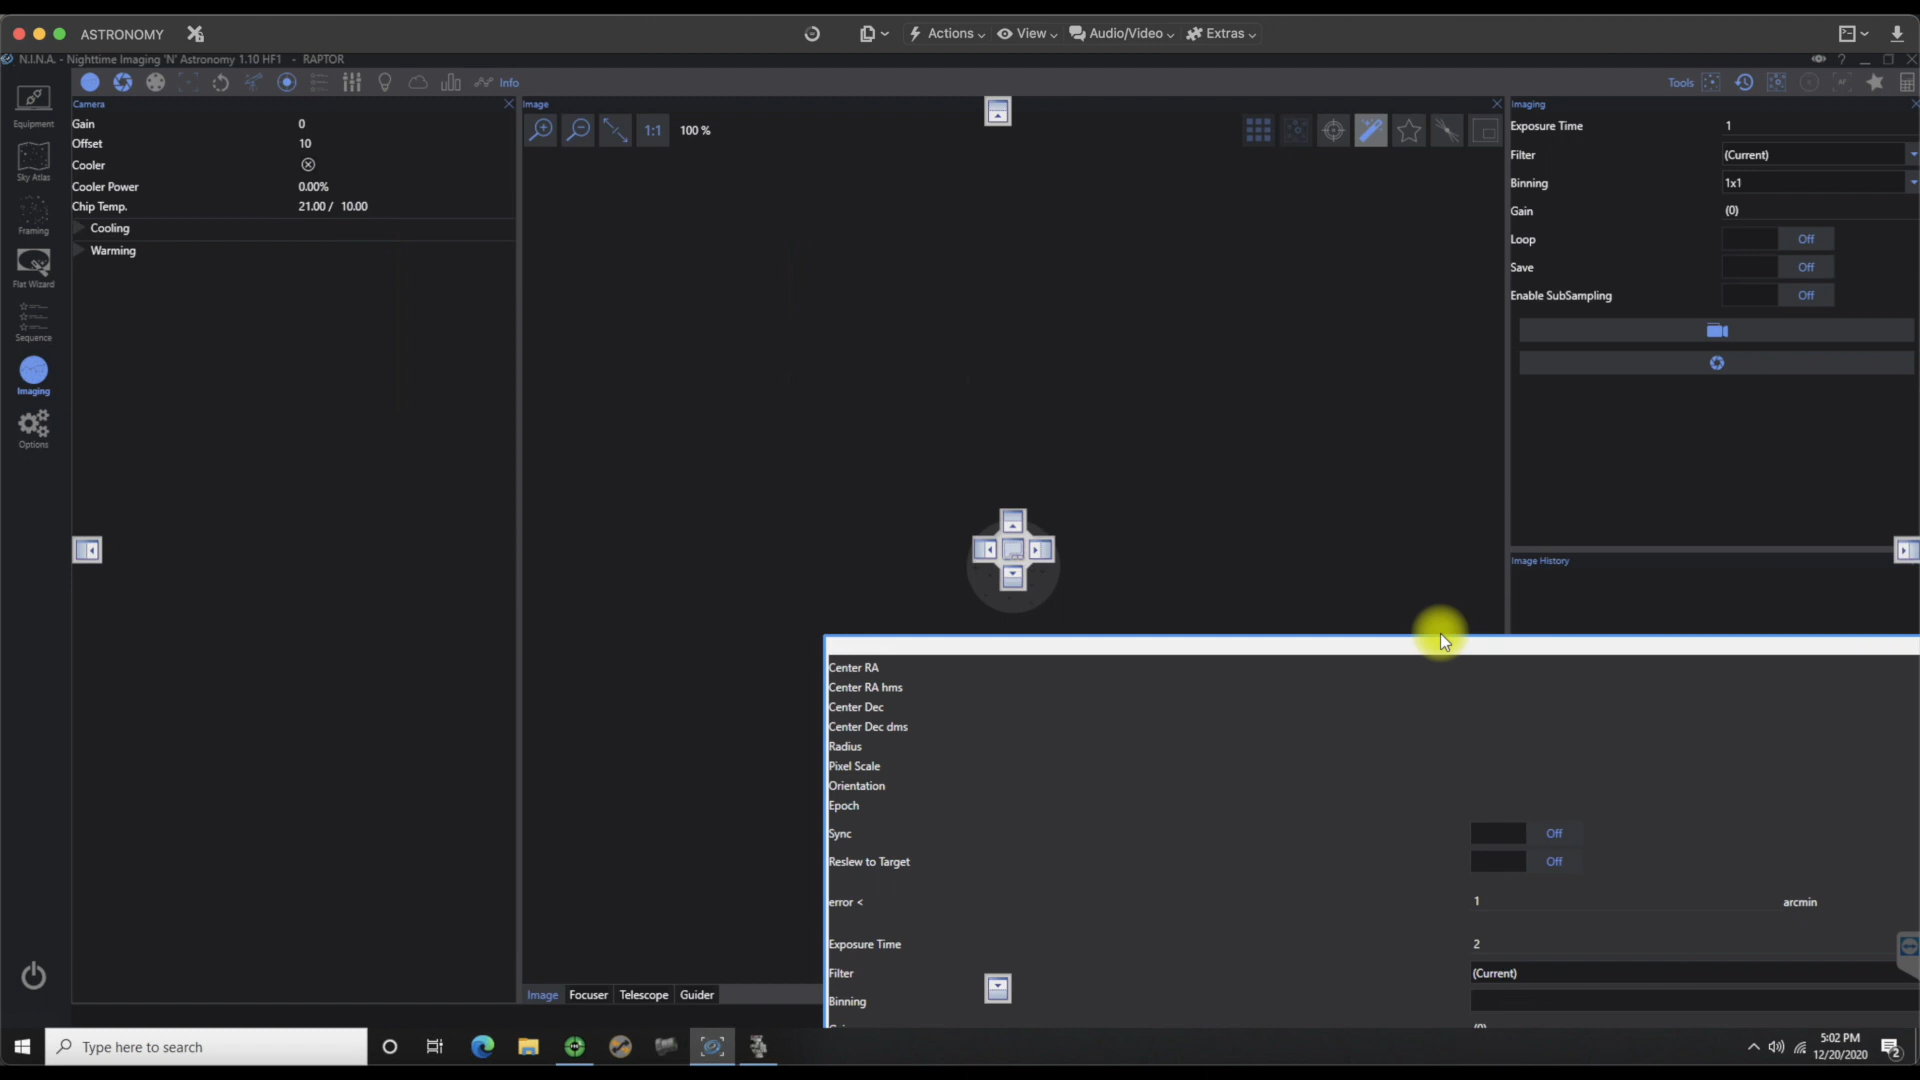 ASTRONOMY
Actions
View
Audio/Video
Extras
N.I.N.A. - Nighttime Imaging 'N' Astronomy 1.10 HF1 - RAPTOR
?
Info
Tools
Equipment
Sky Atlas
Framing
Flat Wizard
Sequence
Imaging
Options
Camera
Gain 0
Offset 10
Cooler
Cooler Power 0.00%
Chip Temp. 21.00 / 10.00
Cooling
Warming
Image
1:1
100 %
Imaging
Exposure Time 1
Filter (Current)
Binning 1x1
Gain (0)
Loop Off
Save Off
Enable SubSampling Off
Image History
Center RA
Center RA hms
Center Dec
Center Dec dms
Radius
Pixel Scale
Orientation
Epoch
Sync Off
Reslew to Target Off
error < 1 arcmin
Exposure Time 2
Filter (Current)
Binning
Image Focuser Telescope Guider
Type here to search
5:02 PM
12/20/2020
2